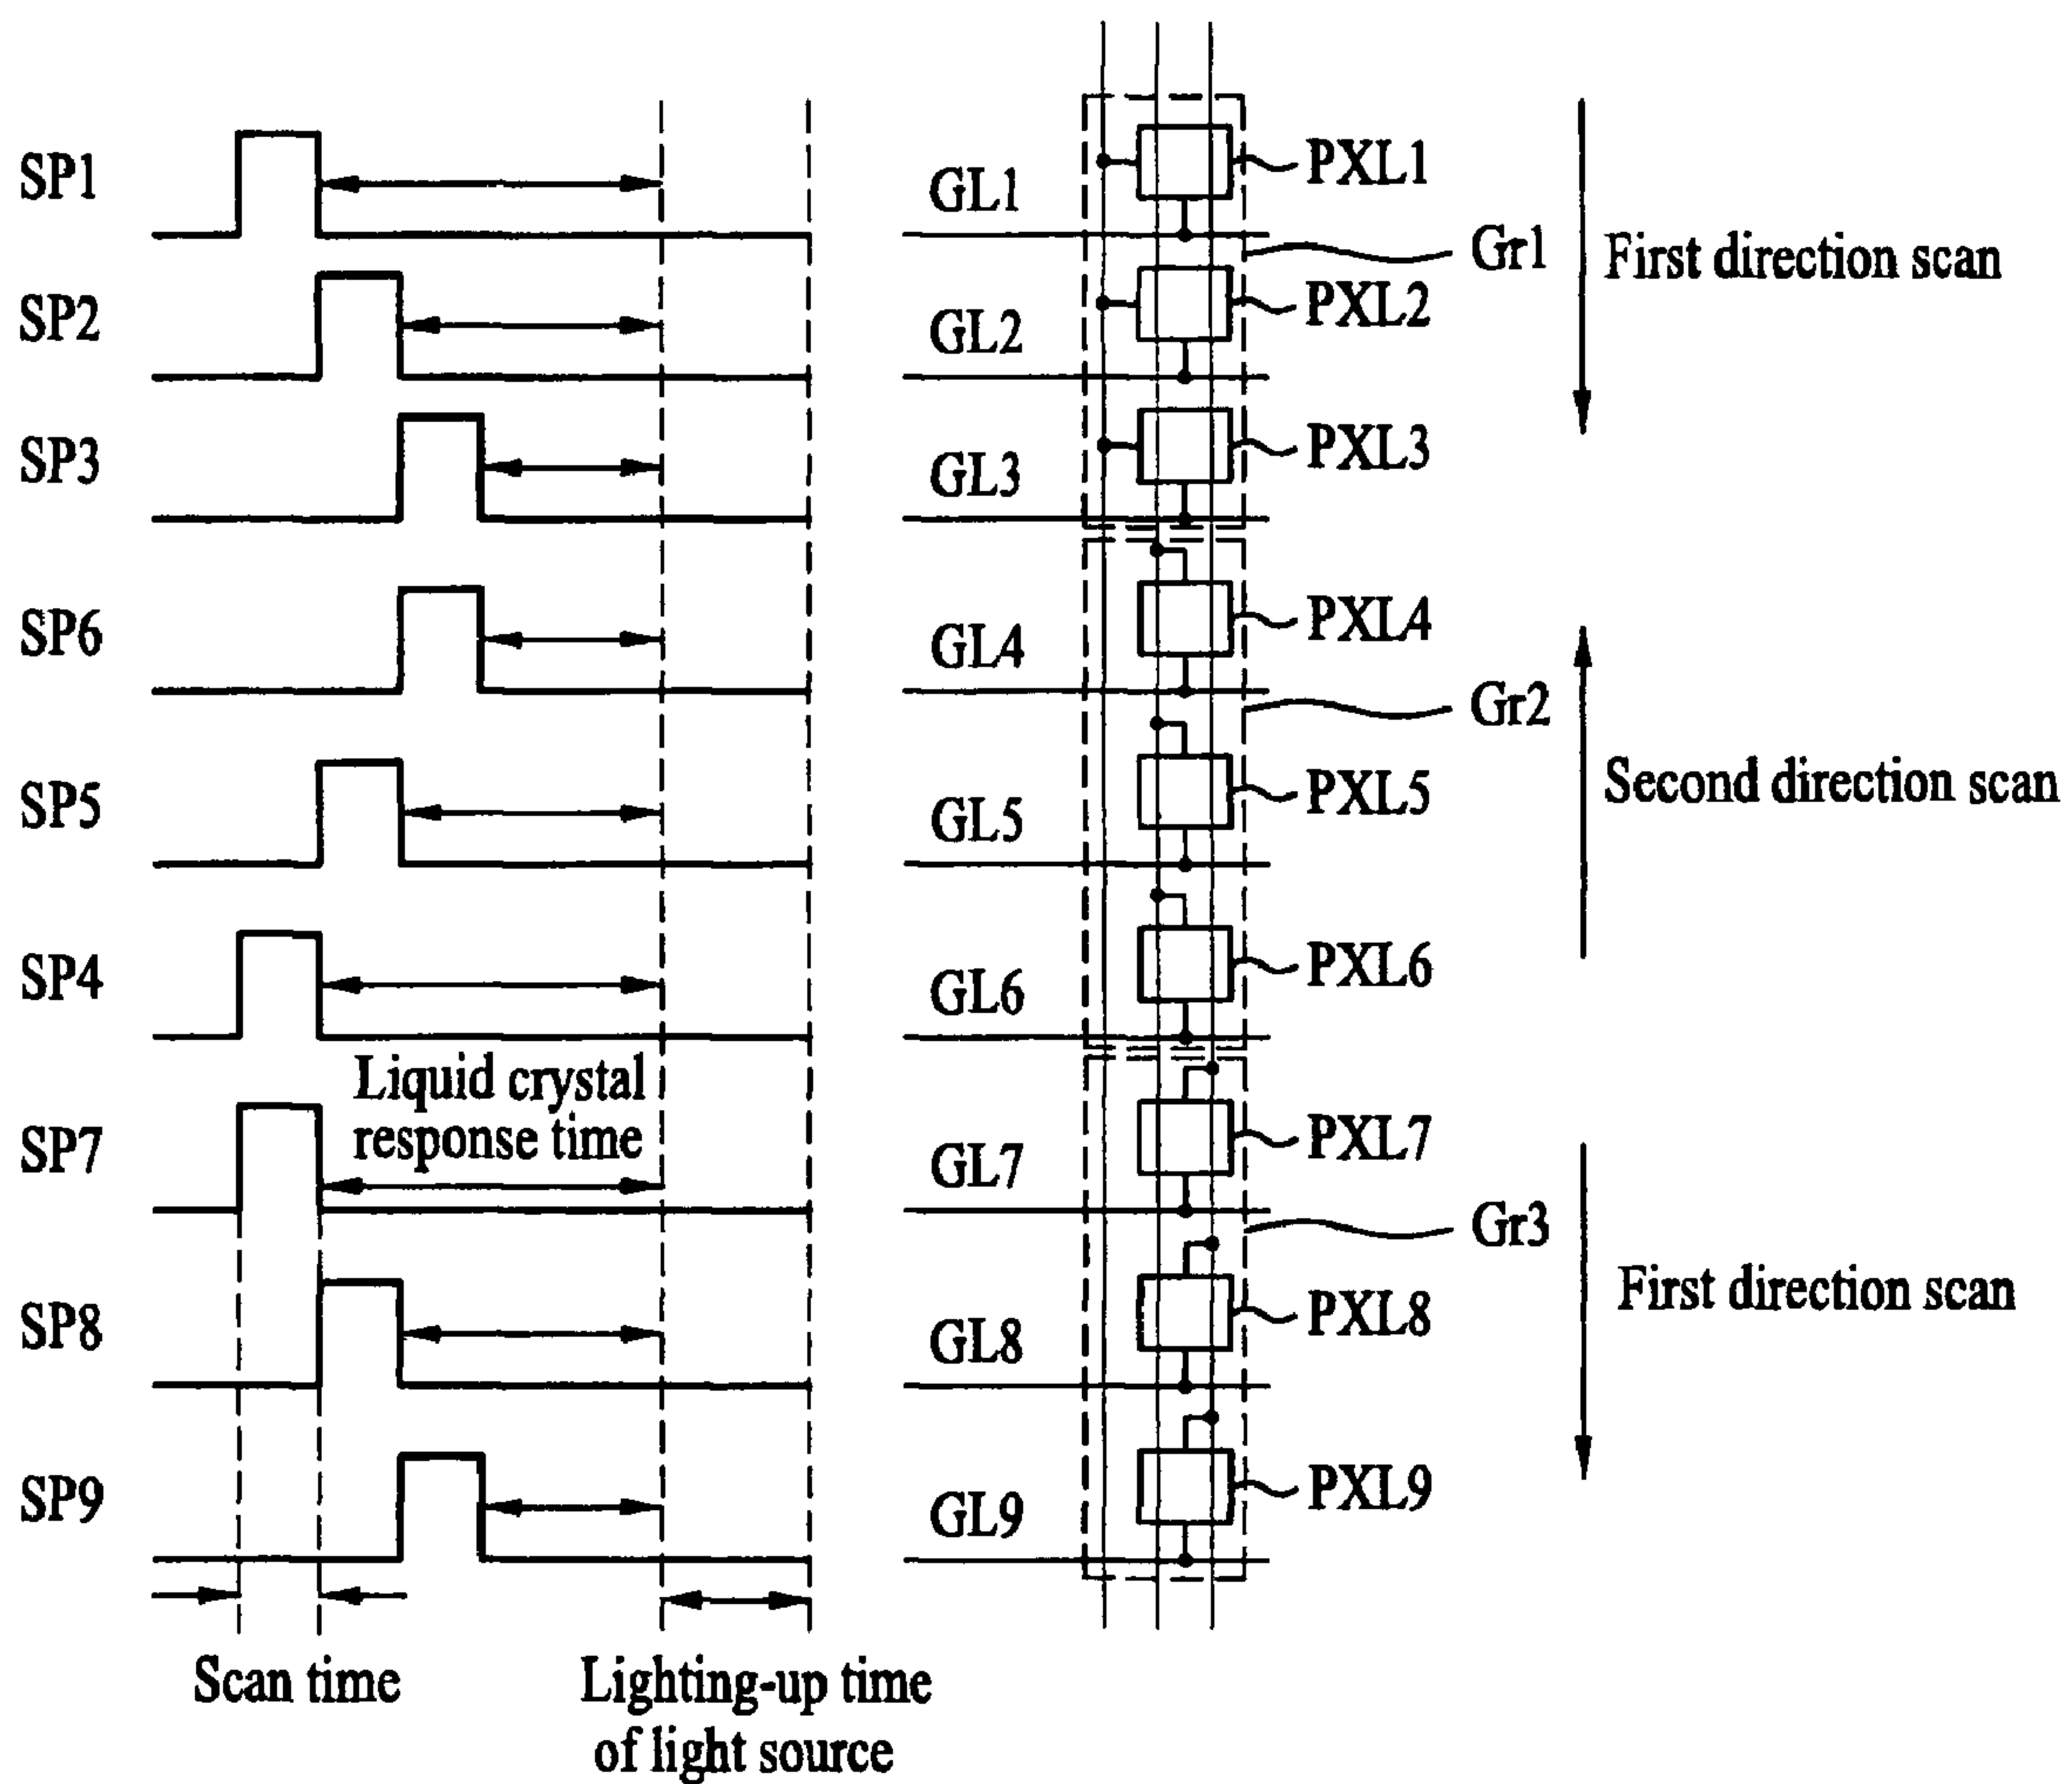 SP1
GL1
PXL1
Gr1
First direction scan
SP2
GL2
PXL2
SP3
GL3
PXL3
SP6
GL4
PXL4
Gr2
Second direction scan
SP5
GL5
PXL5
SP4
GL6
PXL6
Liquid crystal
response time
SP7
GL7
PXL7
Gr3
First direction scan
SP8
GL8
PXL8
SP9
GL9
PXL9
Scan time
Lighting-up time
of light source